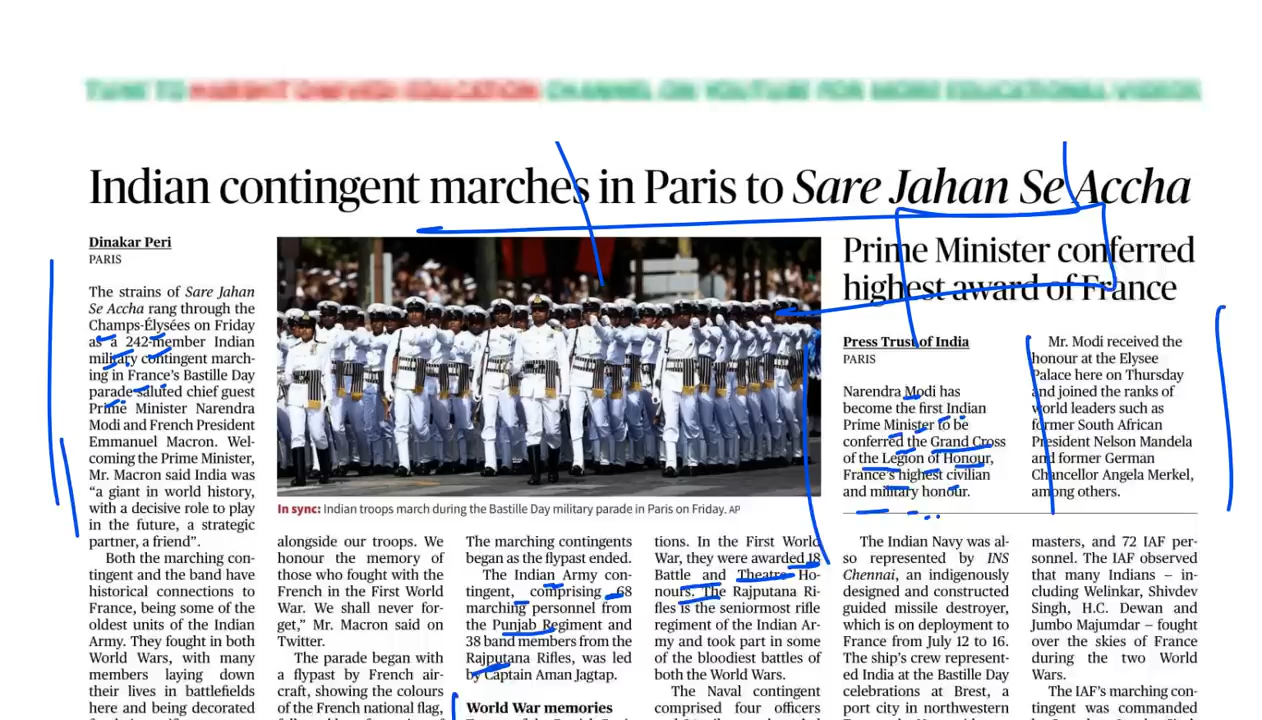 Indian contingent marches in Paris to Sare Jahan Se Accha
Dinakar Peri
PARIS
The strains of Sare Jahan
Se Accha rang through the
Champs-Élysées on Friday
as a 242-member Indian
military contingent march-
ing in France's Bastille Day
parade saluted chief guest
Prime Minister Narendra
Modi and French President
Emmanuel Macron. Wel-
coming the Prime Minister,
Mr. Macron said India was
“a giant in world history,
with a decisive role to play
in the future, a strategic
partner, a friend”.
Both the marching con-
tingent and the band have
historical connections to
France, being some of the
oldest units of the Indian
Army. They fought in both
World Wars, with many
members laying down
their lives in battlefields
here and being decorated
In sync: Indian troops march during the Bastille Day military parade in Paris on Friday. AP
alongside our troops. We
honour the memory of
those who fought with the
French in the First World
War. We shall never for-
get,” Mr. Macron said on
Twitter.
The parade began with
a flypast by French air-
craft, showing the colours
of the French national flag,
The marching contingents
began as the flypast ended.
The Indian Army con-
tingent, comprising 68
marching personnel from
the Punjab Regiment and
38 band members from the
Rajputana Rifles, was led
by Captain Aman Jagtap.
World War memories
tions. In the First World
War, they were awarded 18
Battle and Theatre Ho-
nours. The Rajputana Ri-
fles is the seniormost rifle
regiment of the Indian Ar-
my and took part in some
of the bloodiest battles of
both the World Wars.
The Naval contingent
comprised four officers
Prime Minister conferred
highest award of France
Press Trust of India
PARIS
Narendra Modi has
become the first Indian
Prime Minister to be
conferred the Grand Cross
of the Legion of Honour,
France's highest civilian
and military honour.
Mr. Modi received the
honour at the Elysee
Palace here on Thursday
and joined the ranks of
world leaders such as
former South African
President Nelson Mandela
and former German
Chancellor Angela Merkel,
among others.
The Indian Navy was al-
so represented by INS
Chennai, an indigenously
designed and constructed
guided missile destroyer,
which is on deployment to
France from July 12 to 16.
The ship's crew represent-
ed India at the Bastille Day
celebrations at Brest, a
port city in northwestern
masters, and 72 IAF per-
sonnel. The IAF observed
that many Indians – in-
cluding Welinkar, Shivdev
Singh, H.C. Dewan and
Jumbo Majumdar – fought
over the skies of France
during the two World
Wars.
The IAF's marching con-
tingent was commanded